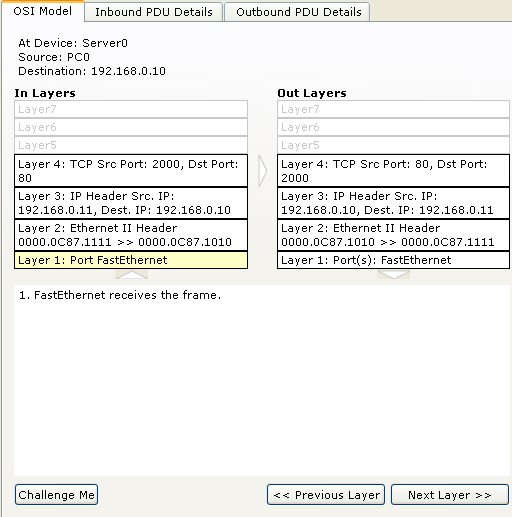 OSI Model
Inbound PDU Details
Outbound PDU Details
At Device: Server0
Source: PC0
Destination: 192.168.0.10
In Layers
Layer7
Layer6
Layer5
Layer 4: TCP Src Port: 2000, Dst Port:
80
Layer 3: IP Header Src. IP:
192.168.0.11, Dest. IP: 192.168.0.10
Layer 2: Ethernet II Header
0000.0C87.1111 >> 0000.0C87.1010
Layer 1: Port FastEthernet
Out Layers
Layer7
Layer6
Layer5
Layer 4: TCP Src Port: 80, Dst Port:
2000
Layer 3: IP Header Src. IP:
192.168.0.10, Dest. IP: 192.168.0.11
Layer 2: Ethernet II Header
0000.0C87.1010 >> 0000.0C87.1111
Layer 1: Port(s): FastEthernet
1. FastEthernet receives the frame.
Challenge Me
<< Previous Layer
Next Layer >>